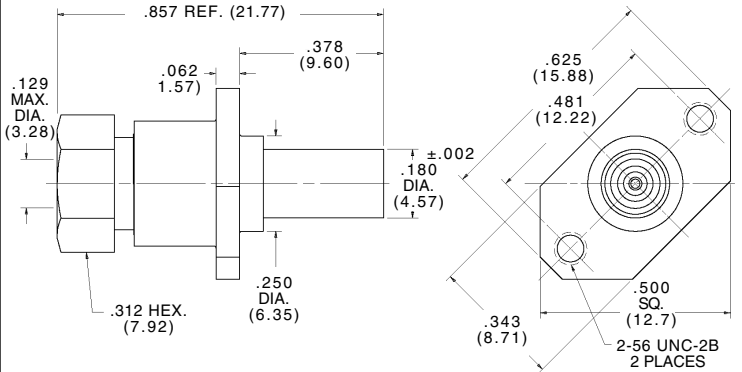 .857 REF. (21.77)
.378
(9.60)
.062
1.57)
.129
MAX.
DIA.
(3.28)
±.002
.180
DIA.
(4.57)
.250
DIA.
(6.35)
.312 HEX.
(7.92)
.625
(15.88)
.481
(12.22)
.343
(8.71)
.500
SQ.
(12.7)
2-56 UNC-2B
2 PLACES